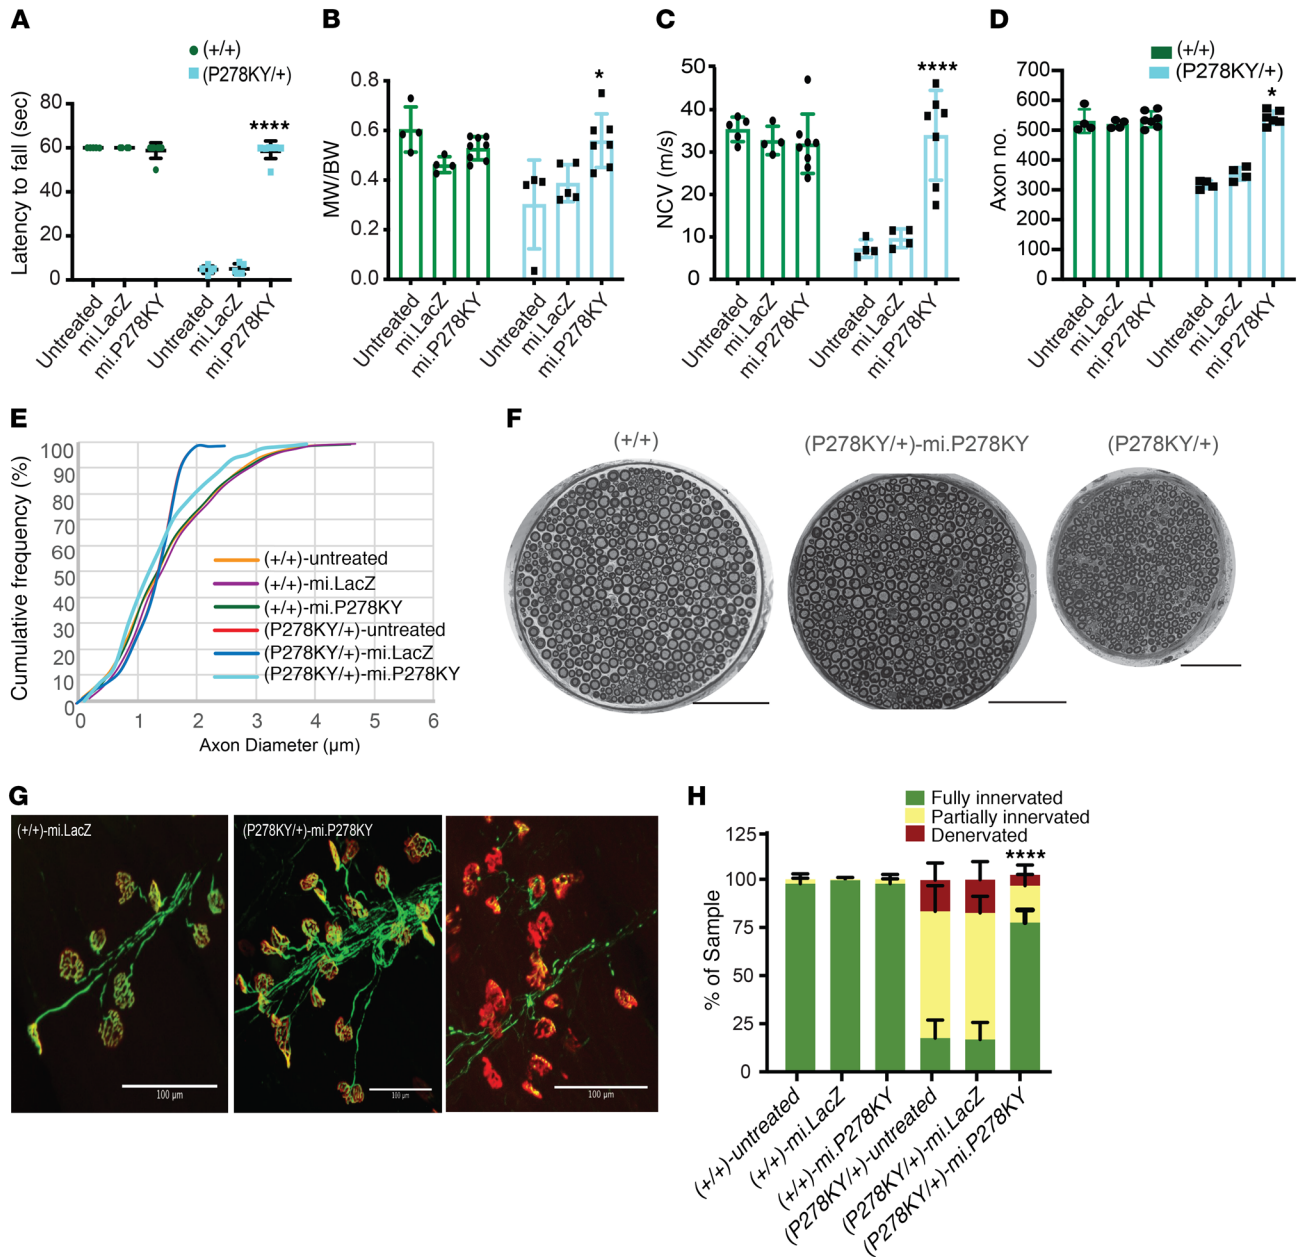 A
(+/+)
(P278KY/+)
Latency to fall (sec)
80
60
40
20
0
****
Untreated
mi.LacZ
mi.P278KY
Untreated
mi.LacZ
mi.P278KY
B
MW/BW
0.8
0.6
0.4
0.2
0.0
*
Untreated
mi.LacZ
mi.P278KY
Untreated
mi.LacZ
mi.P278KY
C
NCV (m/s)
50
40
30
20
10
0
****
Untreated
mi.LacZ
mi.P278KY
Untreated
mi.LacZ
mi.P278KY
D
(+/+)
(P278KY/+)
Axon no.
700
600
500
400
300
200
100
0
*
Untreated
mi.LacZ
mi.P278KY
Untreated
mi.LacZ
mi.P278KY
E
Cumulative frequency (%)
100
90
80
70
60
50
40
30
20
10
0
0 1 2 3 4 5 6
Axon Diameter (µm)
(+/+)-untreated
(+/+)-mi.LacZ
(+/+)-mi.P278KY
(P278KY/+)-untreated
(P278KY/+)-mi.LacZ
(P278KY/+)-mi.P278KY
F
(+/+)
(P278KY/+)-mi.P278KY
(P278KY/+)
G
(+/+)-mi.LacZ
100 µm
(P278KY/+)-mi.P278KY
100 µm
100 µm
H
Fully innervated
Partially innervated
Denervated
% of Sample
125
100
75
50
25
0
****
(+/+)-untreated
(+/+)-mi.LacZ
(+/+)-mi.P278KY
(P278KY/+)-untreated
(P278KY/+)-mi.LacZ
(P278KY/+)-mi.P278KY